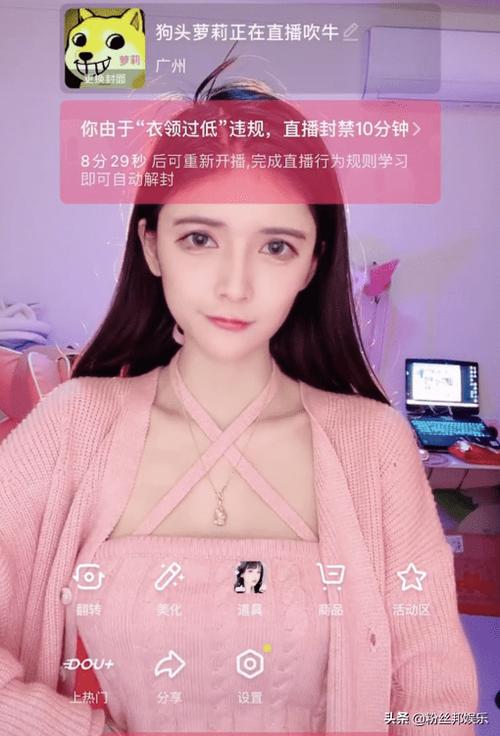 狗头萝莉正在直播吹牛
萝莉
更换封面
广州
你由于“衣领过低”违规，直播封禁10分钟
8分29秒 后可重新开播,完成直播行为规则学习
即可自动解封
翻转
美化
道具
商品
活动区
DOU+
上热门
分享
设置
头条 @粉丝邦娱乐